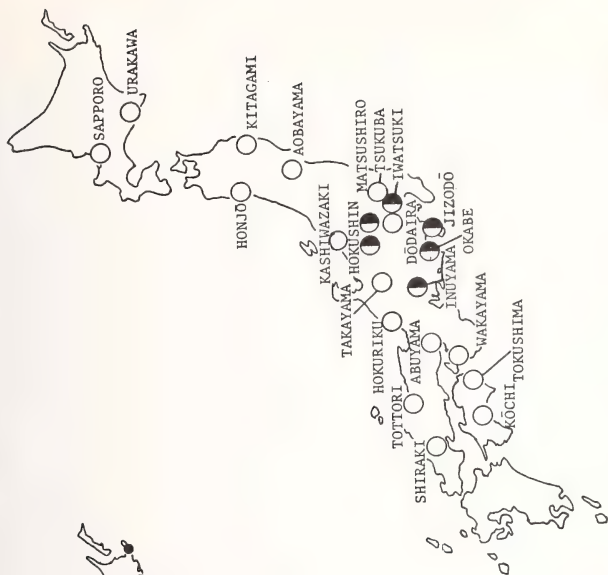 SAPPORO
URAKAWA
KITAGAMI
AOBAYAMA
HONJŌ
MATSUSHIRO
TSUKUBA
IWATSUKI
KASHIWAZAKI
HOKUSHIN
TAKAYAMA
DŌDAIRA
JIZODŌ
OKABE
INUYAMA
HOKURIKU
ABUYAMA
WAKAYAMA
TOTTORI
TOKUSHIMA
KŌCHI
SHIRAKI